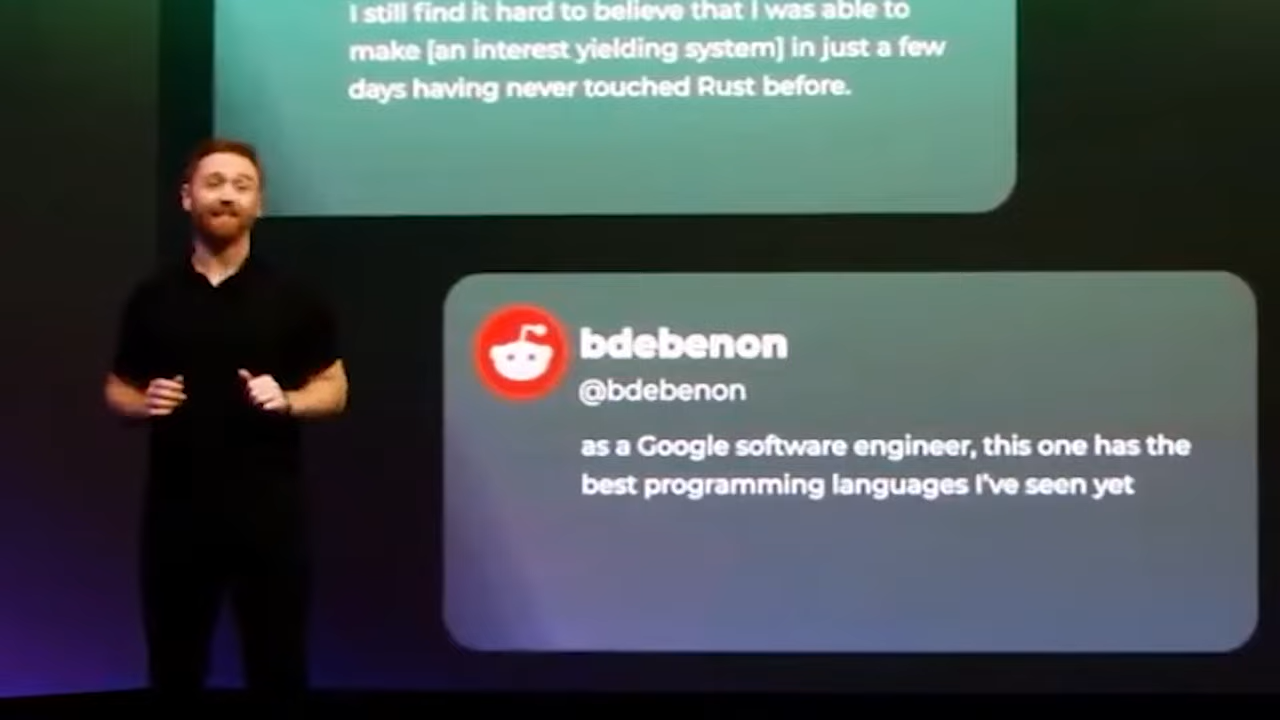 I still find it hard to believe that I was able to
make [an interest yielding system] in just a few
days having never touched Rust before.
bdebenon
@bdebenon
as a Google software engineer, this one has the
best programming languages I've seen yet